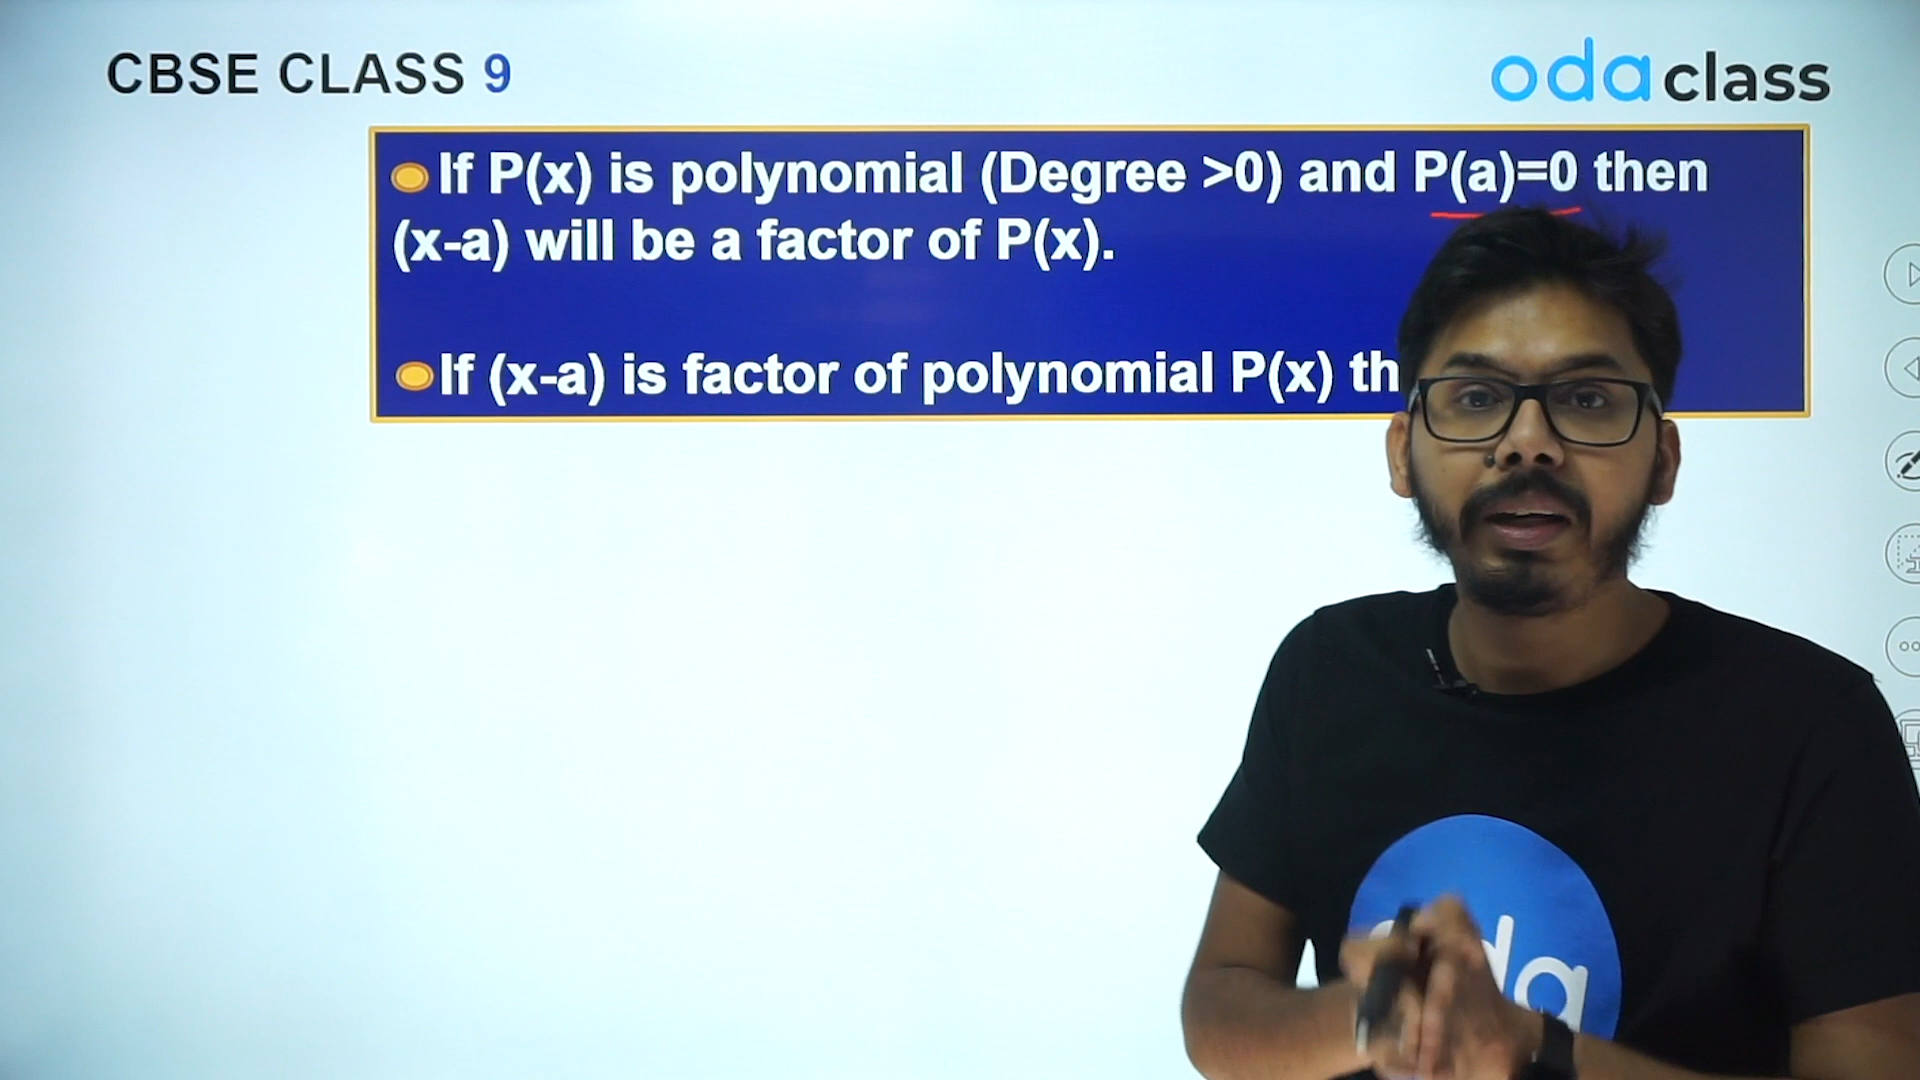 CBSE CLASS 9
oda class
If P(x) is polynomial (Degree >0) and P(a)=0 then
(x-a) will be a factor of P(x).
If (x-a) is factor of polynomial P(x)